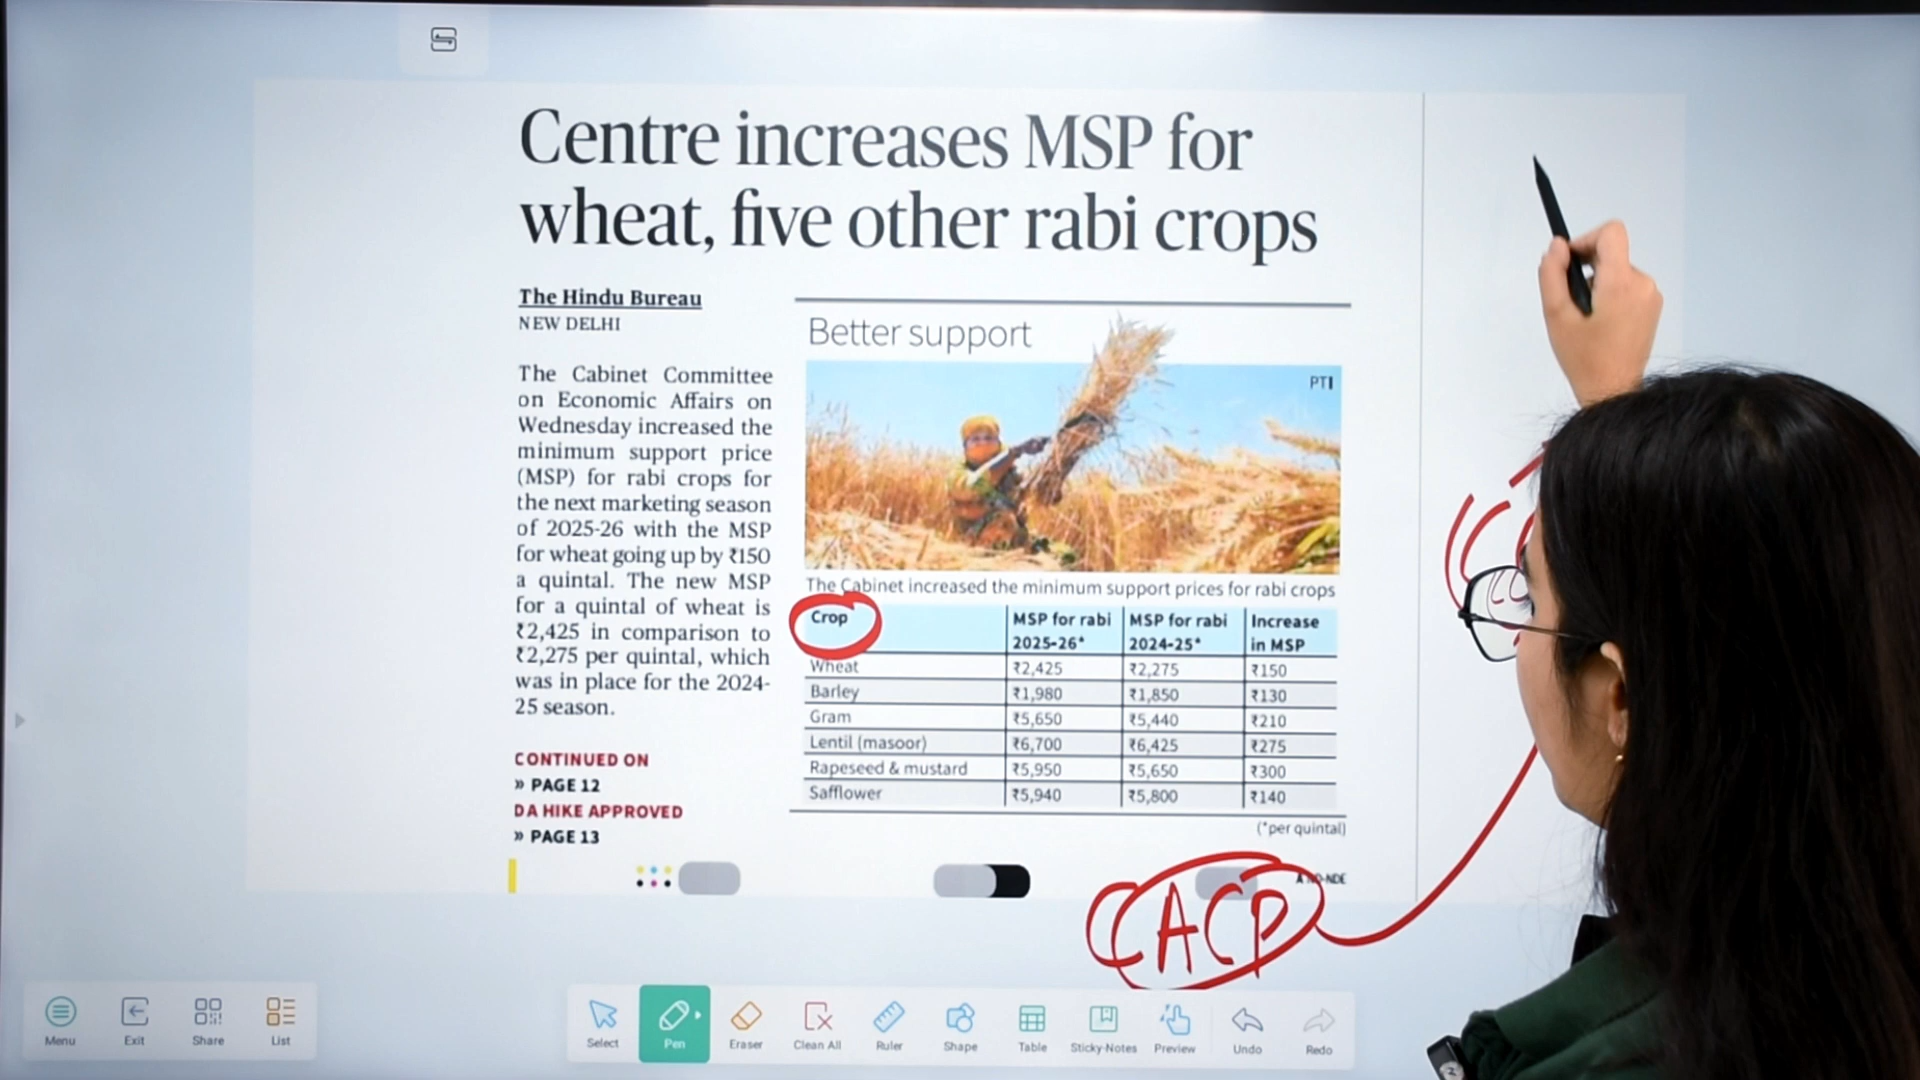 Centre increases MSP for
wheat, five other rabi crops
The Hindu Bureau
NEW DELHI
The Cabinet Committee
on Economic Affairs on
Wednesday increased the
minimum support price
(MSP) for rabi crops for
the next marketing season
of 2025-26 with the MSP
for wheat going up by ₹150
a quintal. The new MSP
for a quintal of wheat is
₹2,425 in comparison to
₹2,275 per quintal, which
was in place for the 2024-
25 season.
CONTINUED ON
» PAGE 12
DA HIKE APPROVED
» PAGE 13
Better support
PTI
The Cabinet increased the minimum support prices for rabi crops
Crop MSP for rabi 2025-26* MSP for rabi 2024-25* Increase in MSP
Wheat ₹2,425 ₹2,275 ₹150
Barley ₹1,980 ₹1,850 ₹130
Gram ₹5,650 ₹5,440 ₹210
Lentil (masoor) ₹6,700 ₹6,425 ₹275
Rapeseed & mustard ₹5,950 ₹5,650 ₹300
Safflower ₹5,940 ₹5,800 ₹140
(*per quintal)
CACP
Menu Exit Share List
Select Pen Eraser Clean All Ruler Shape Table Sticky-Notes Preview Undo Redo